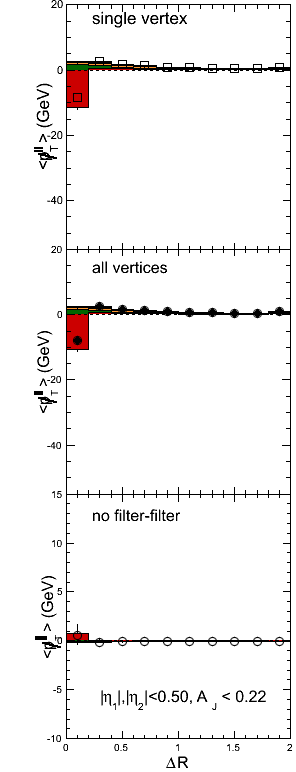 20
single vertex
0
-20
-40
<p̸ᵀ^||> (GeV)
20
all vertices
0
-20
-40
<p̸ᵀ^||> (GeV)
15
no filter-filter
10
5
0
-5
-10
<p̸ᵀ^||> (GeV)
|η₁|,|η₂|<0.50, A_J < 0.22
0 0.5 1 1.5 2
ΔR